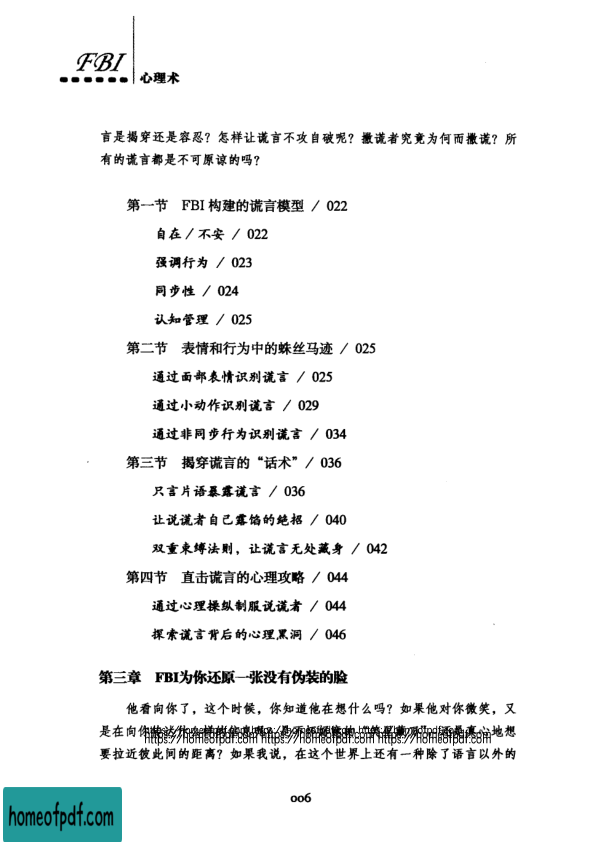 FBI
心理术
言是揭穿还是容忍？怎样让谎言不攻自破呢？撒谎者究竟为何而撒谎？所
有的谎言都是不可原谅的吗？
第一节 FBI 构建的谎言模型 / 022
自在 / 不安 / 022
强调行为 / 023
同步性 / 024
认知管理 / 025
第二节 表情和行为中的蛛丝马迹 / 025
通过面部表情识别谎言 / 025
通过小动作识别谎言 / 029
通过非同步行为识别谎言 / 034
第三节 揭穿谎言的“话术” / 036
只言片语暴露谎言 / 036
让说谎者自己露馅的绝招 / 040
双重束缚法则，让谎言无处藏身 / 042
第四节 直击谎言的心理攻略 / 044
通过心理操纵制服说谎者 / 044
探索谎言背后的心理黑洞 / 046
第三章 FBI为你还原一张没有伪装的脸
他看向你了，这个时候，你知道他在想什么吗？如果他对你微笑，又
是在向你 心地想
https://homeofpdf.com https://homeofpdf.com https://homeofpdf.com
要拉近彼此间的距离？如果我说，在这个世界上还有一种除了语言以外的
006
homeofpdf.com